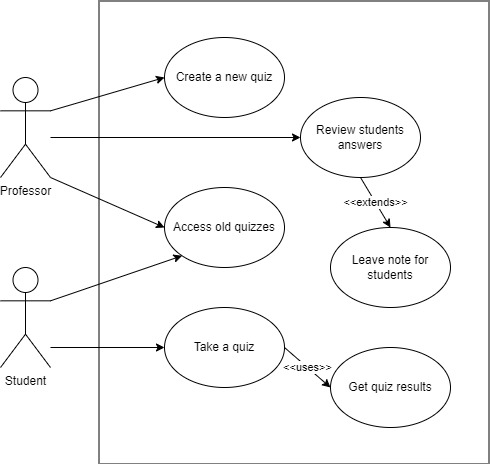 Create a new quiz
Review students
answers
Professor
<<extends>>
Access old quizzes
Leave note for
students
Take a quiz
<<uses>>
Student
Get quiz results